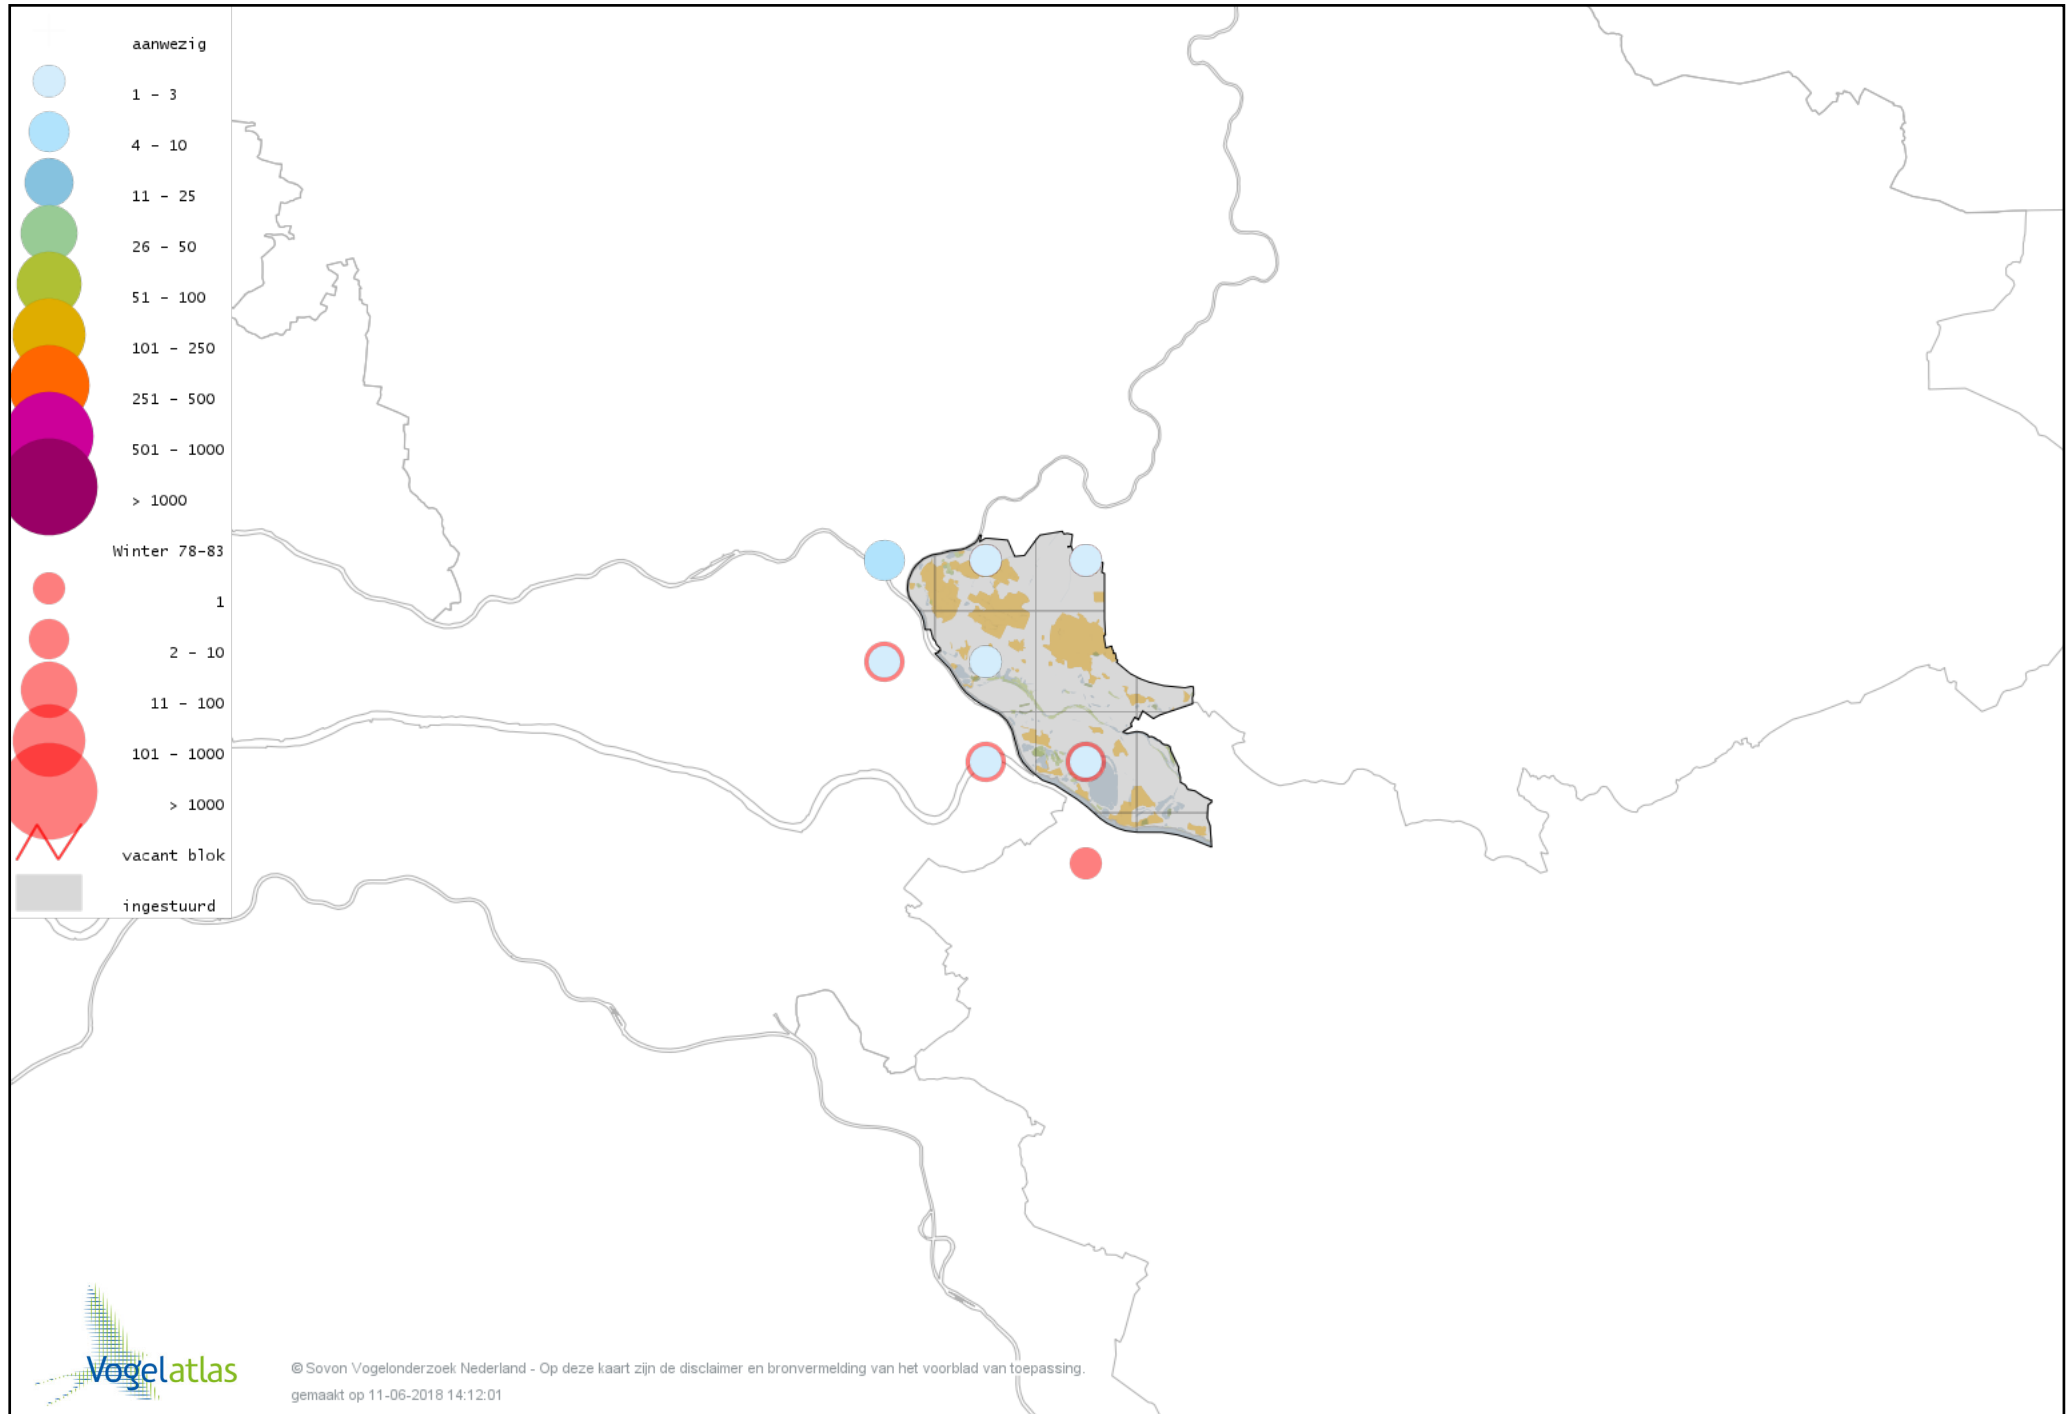 aanwezig
1 - 3
4 - 10
11 - 25
26 - 50
51 - 100
101 - 250
251 - 500
501 - 1000
> 1000
Winter 78-83
1
2 - 10
11 - 100
101 - 1000
> 1000
vacant blok
ingestuurd
Vogelatlas
© Sovon Vogelonderzoek Nederland - Op deze kaart zijn de disclaimer en bronvermelding van het voorblad van toepassing.
gemaakt op 11-06-2018 14:12:01